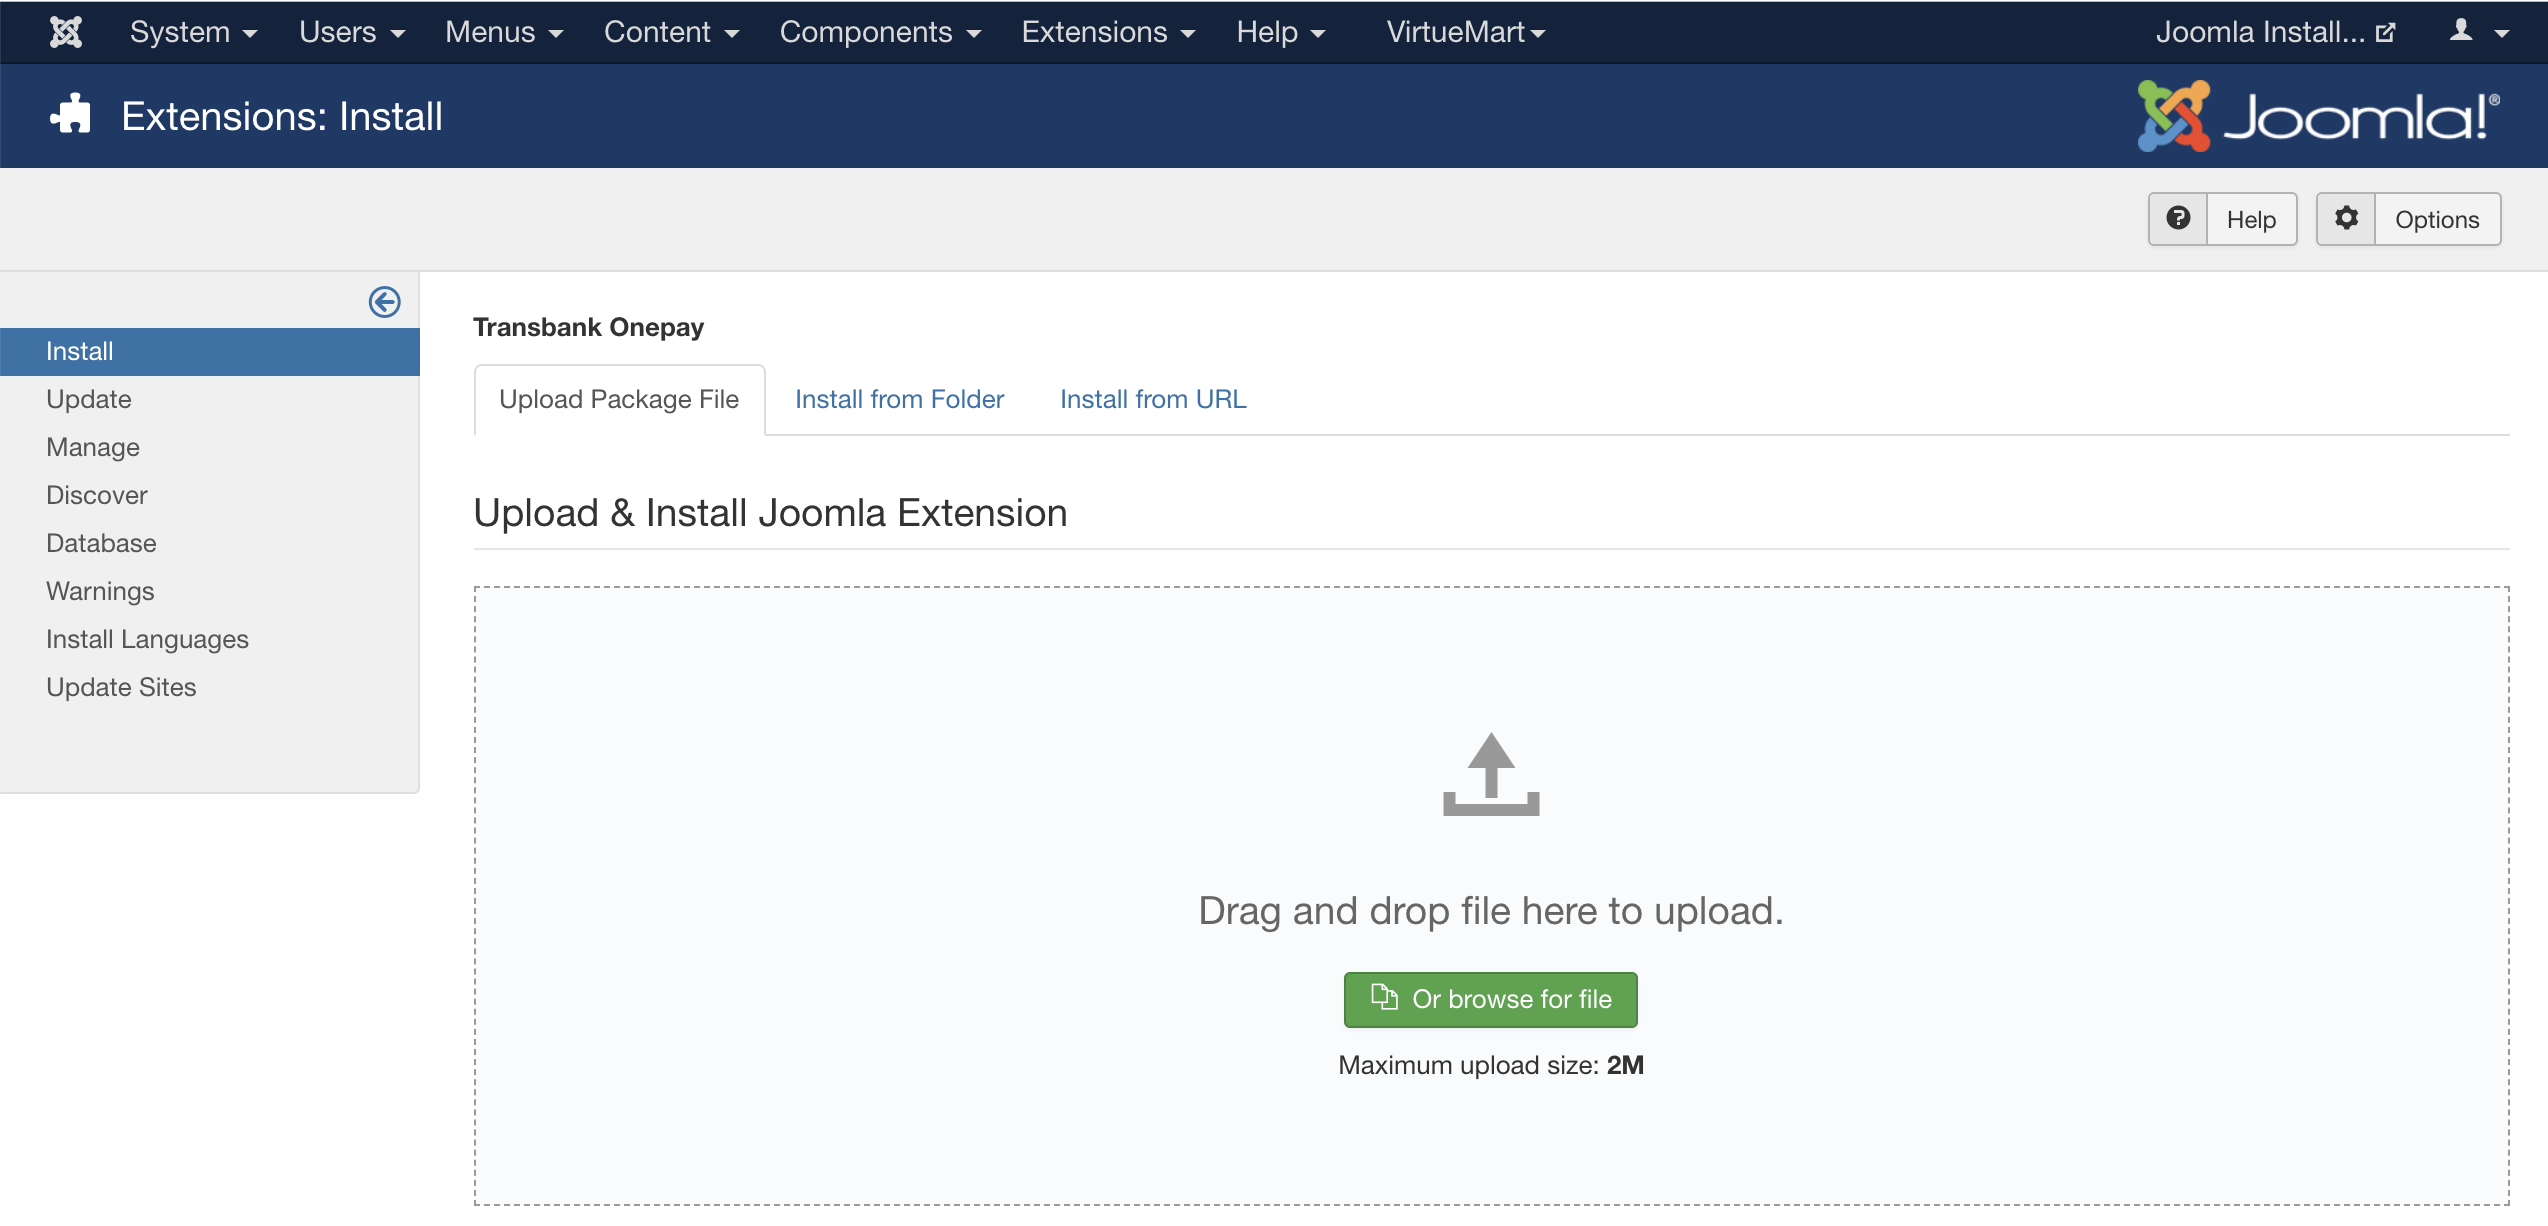 System Users Menus Content Components Extensions Help VirtueMart Joomla Install...
Extensions: Install
Joomla!®
Help
Options
Install
Update
Manage
Discover
Database
Warnings
Install Languages
Update Sites
Transbank Onepay
Upload Package File
Install from Folder
Install from URL
Upload & Install Joomla Extension
Drag and drop file here to upload.
Or browse for file
Maximum upload size: 2M